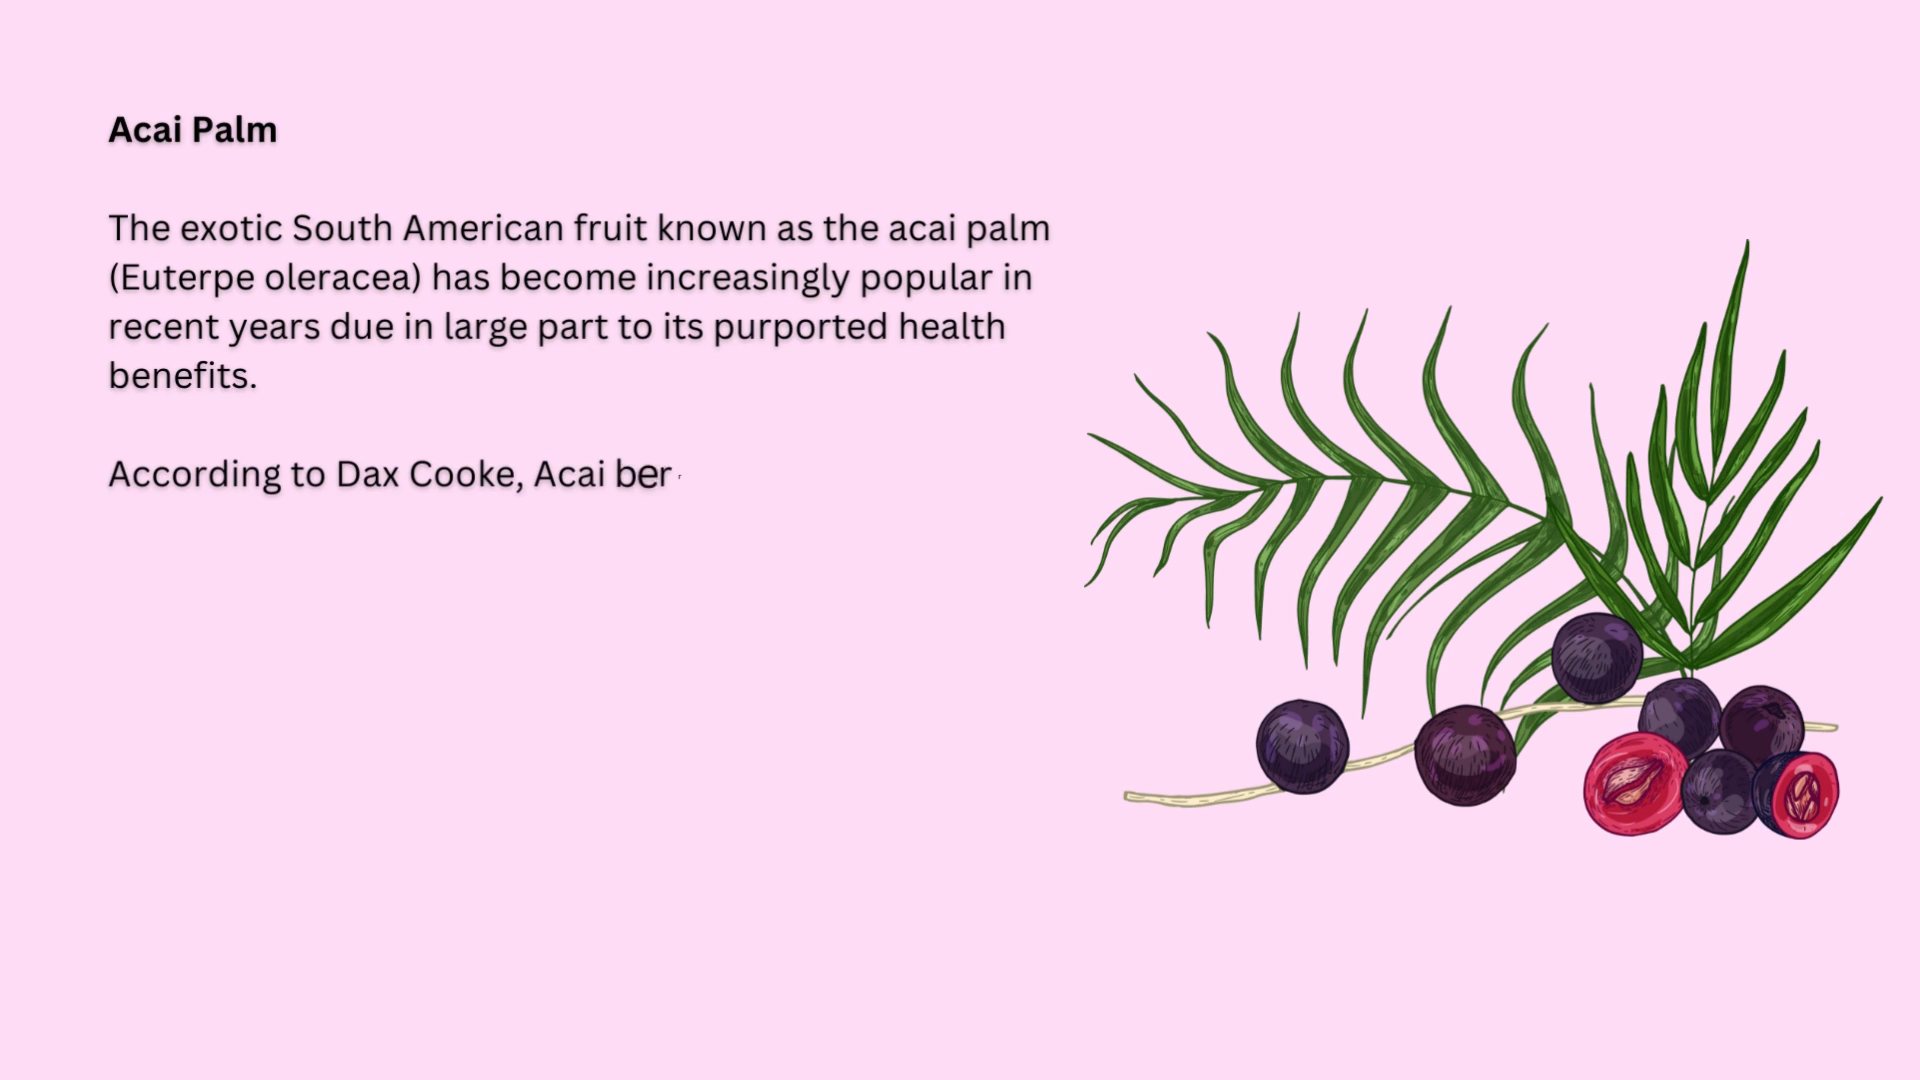 Acai Palm
The exotic South American fruit known as the acai palm
(Euterpe oleracea) has become increasingly popular in
recent years due in large part to its purported health
benefits.
According to Dax Cooke, Acai ber